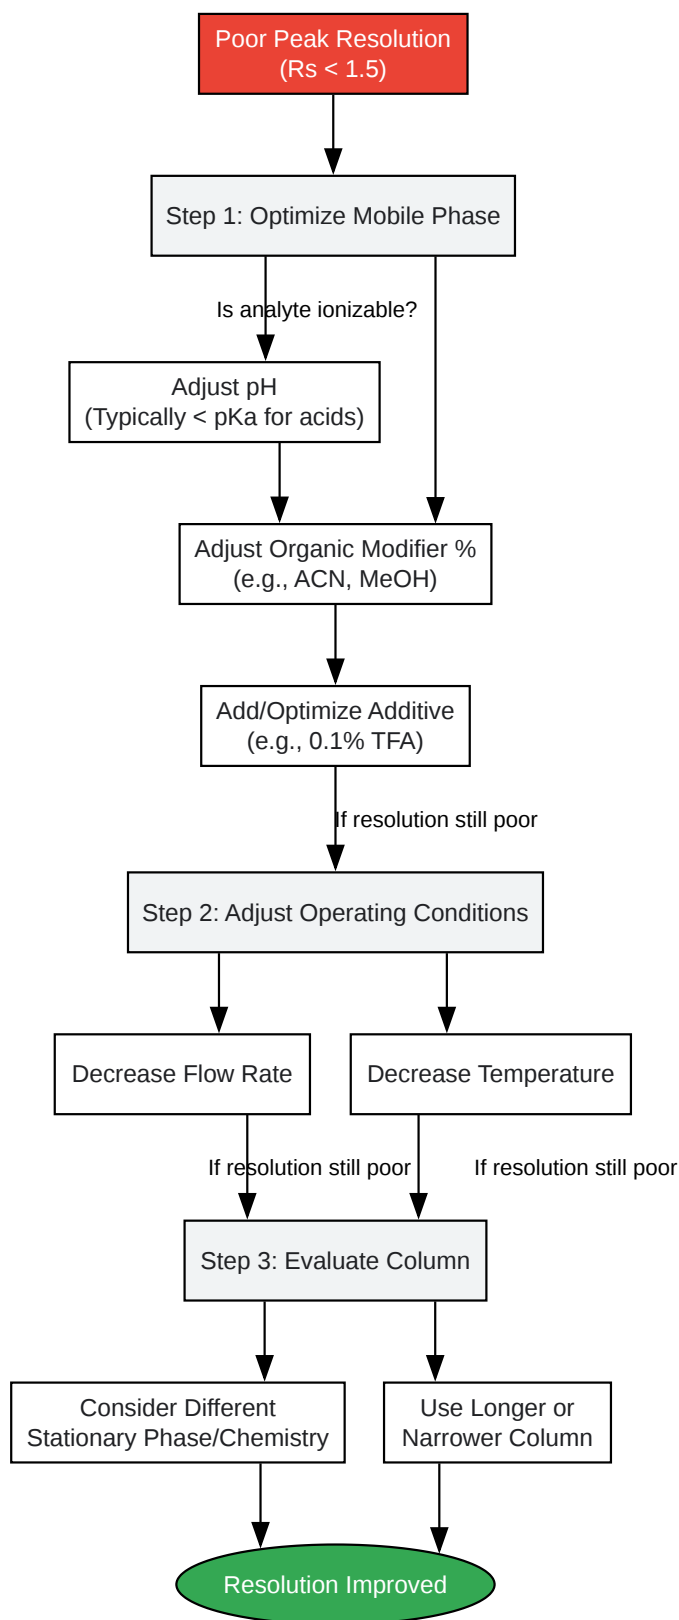 Poor Peak Resolution
(Rs < 1.5)
Step 1: Optimize Mobile Phase
Is analyte ionizable?
Adjust pH
(Typically < pKa for acids)
Adjust Organic Modifier %
(e.g., ACN, MeOH)
Add/Optimize Additive
(e.g., 0.1% TFA)
If resolution still poor
Step 2: Adjust Operating Conditions
Decrease Flow Rate
Decrease Temperature
If resolution still poor
If resolution still poor
Step 3: Evaluate Column
Consider Different
Stationary Phase/Chemistry
Use Longer or
Narrower Column
Resolution Improved